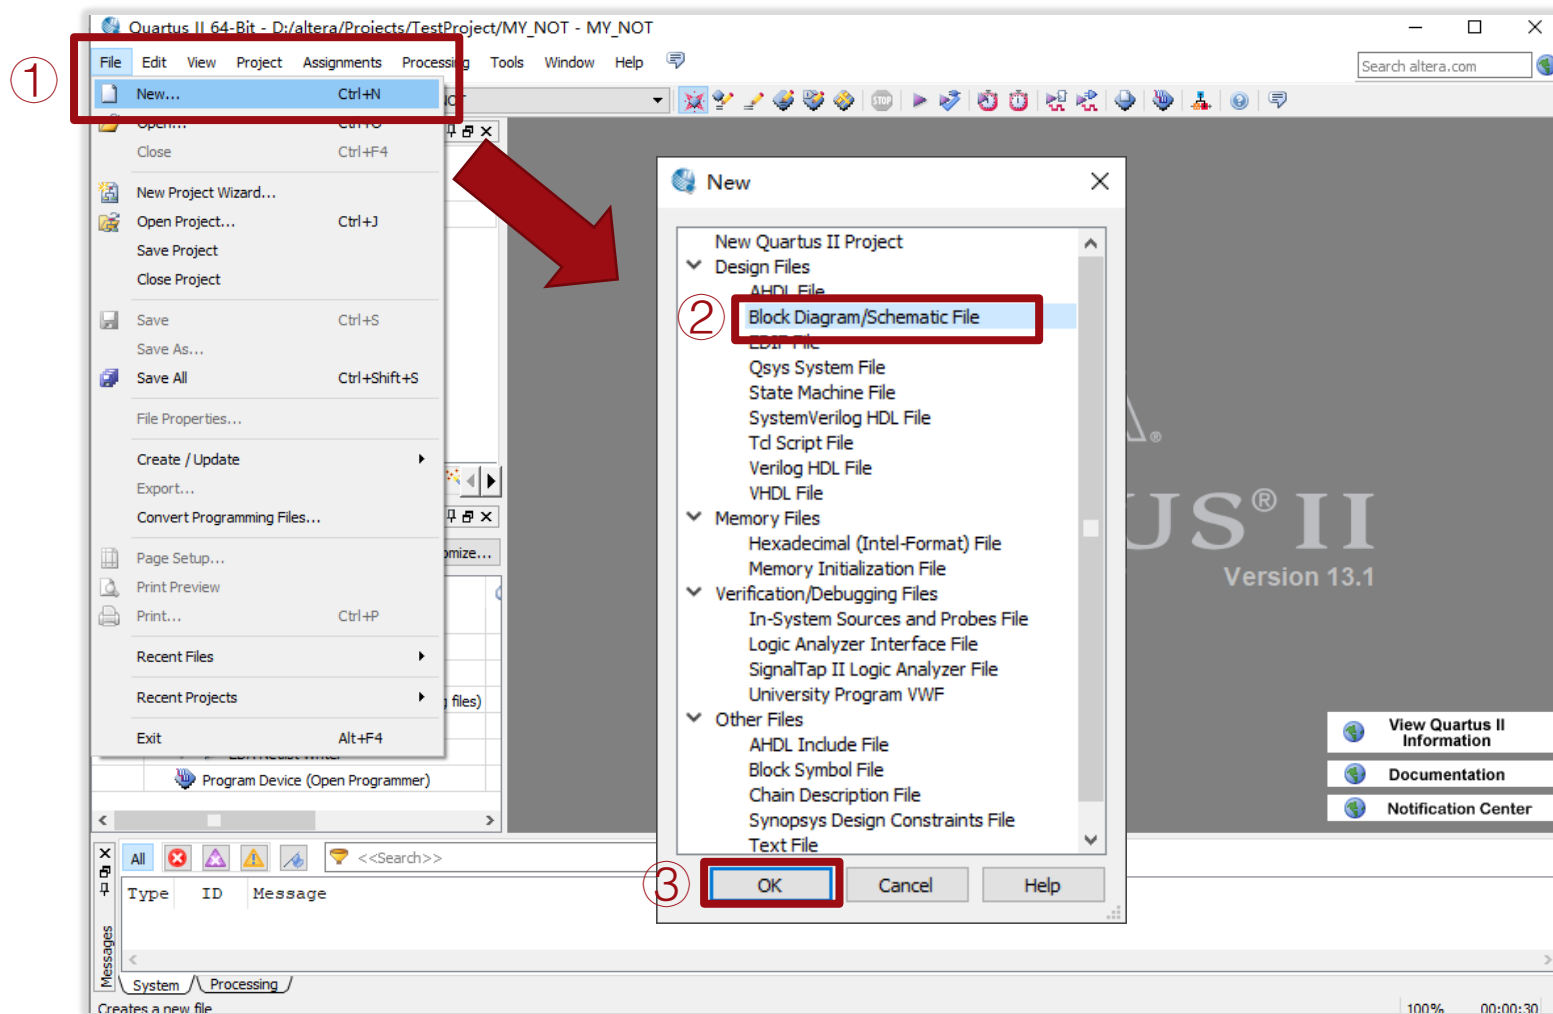 Quartus II 64-Bit - D:/altera/Projects/TestProject/MY_NOT - MY_NOT
①
File Edit View Project Assignments Processing Tools Window Help
Search altera.com
New... Ctrl+N
Open... Ctrl+O
Close Ctrl+F4
New Project Wizard...
Open Project... Ctrl+J
Save Project
Close Project
Save Ctrl+S
Save As...
Save All Ctrl+Shift+S
File Properties...
Create / Update
Export...
Convert Programming Files...
Page Setup...
Print Preview
Print... Ctrl+P
Recent Files
Recent Projects
Exit Alt+F4
files)
Program Device (Open Programmer)
New
New Quartus II Project
Design Files
AHDL File
②
Block Diagram/Schematic File
EDIF File
Qsys System File
State Machine File
SystemVerilog HDL File
Tcl Script File
Verilog HDL File
VHDL File
Memory Files
Hexadecimal (Intel-Format) File
Memory Initialization File
Verification/Debugging Files
In-System Sources and Probes File
Logic Analyzer Interface File
SignalTap II Logic Analyzer File
University Program VWF
Other Files
AHDL Include File
Block Symbol File
Chain Description File
Synopsys Design Constraints File
Text File
③
OK Cancel Help
A®
US® II
Version 13.1
View Quartus II
Information
Documentation
Notification Center
All <<Search>>
Type ID Message
Messages
System Processing
Creates a new file
100% 00:00:30